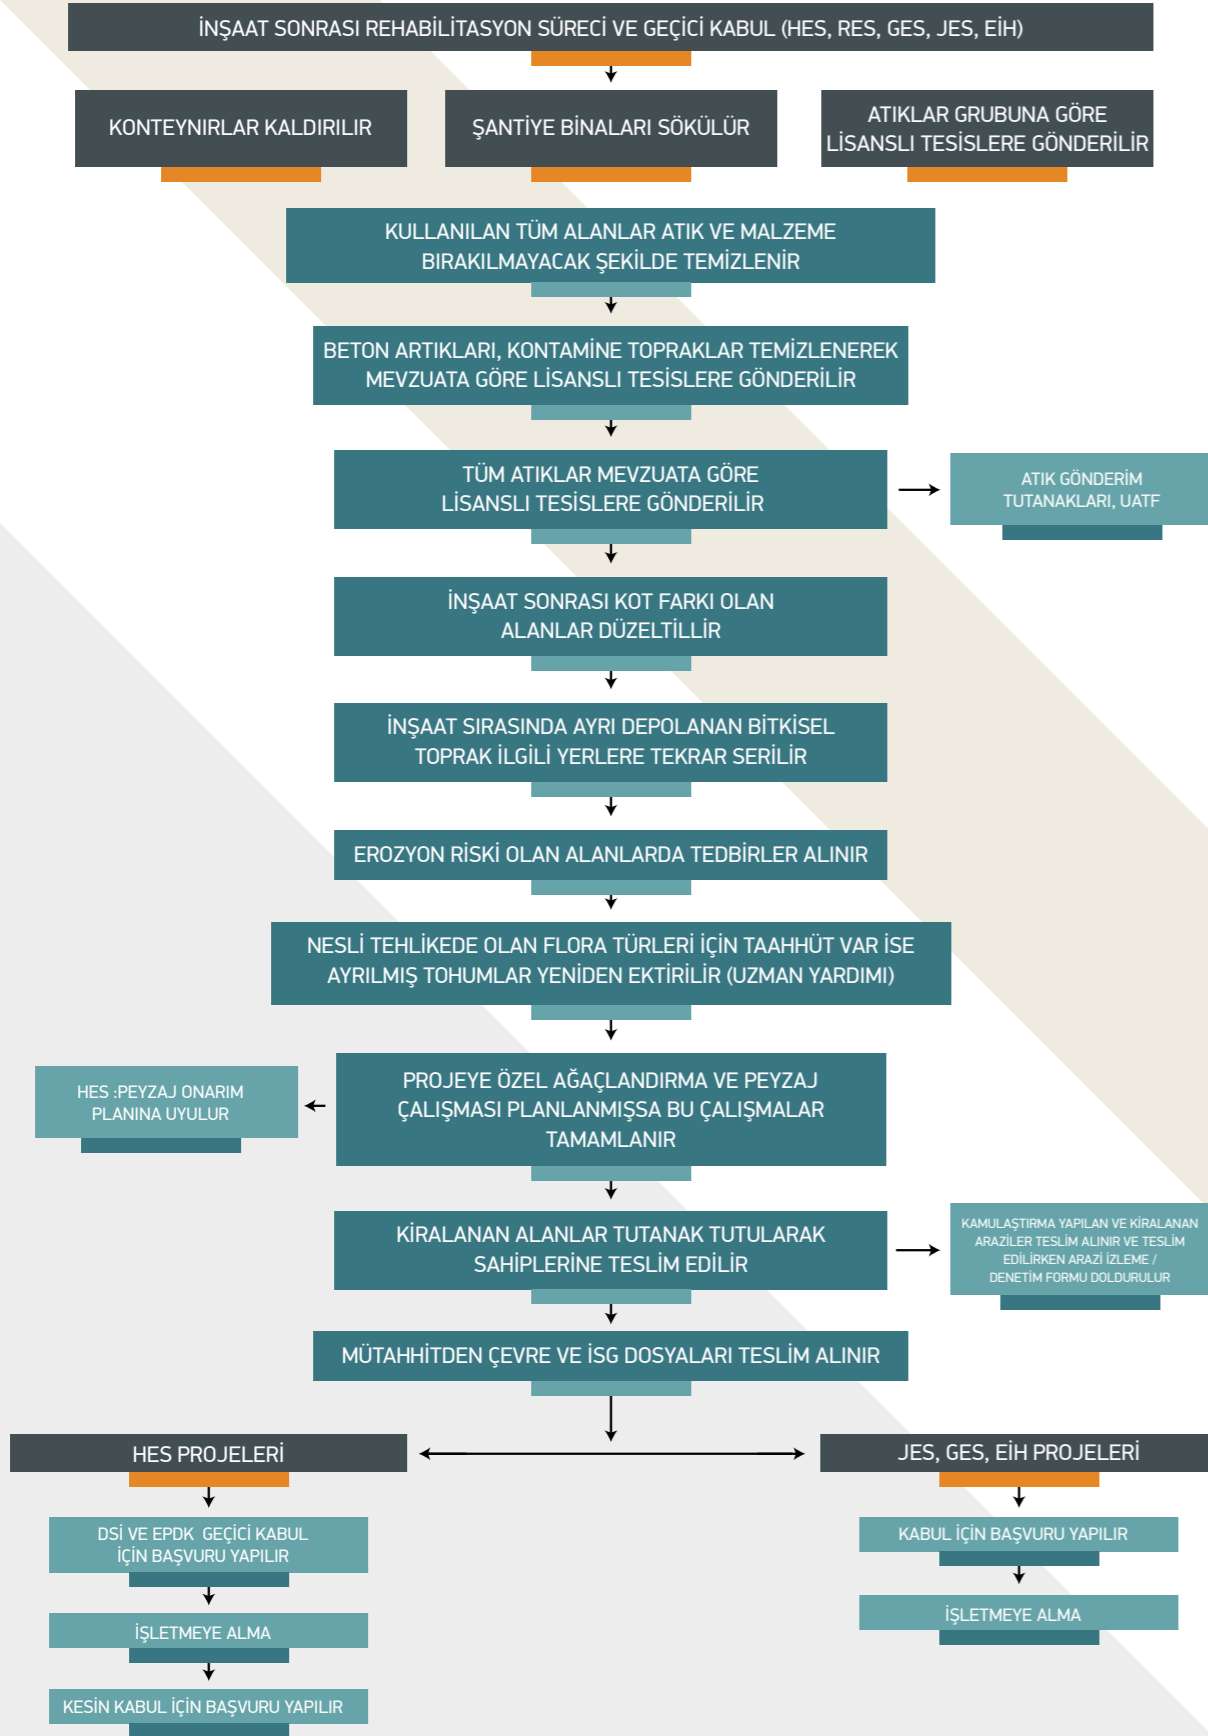 İNŞAAT SONRASI REHABİLİTASYON SÜRECİ VE GEÇİCİ KABUL (HES, RES, GES, JES, EİH)
KONTEYNIRLAR KALDIRILIR
ŞANTİYE BİNALARI SÖKÜLÜR
ATIKLAR GRUBUNA GÖRE
LİSANSLI TESİSLERE GÖNDERİLİR
KULLANILAN TÜM ALANLAR ATIK VE MALZEME
BIRAKILMAYACAK ŞEKİLDE TEMİZLENİR
BETON ARTIKLARI, KONTAMİNE TOPRAKLAR TEMİZLENEREK
MEVZUATA GÖRE LİSANSLI TESİSLERE GÖNDERİLİR
TÜM ATIKLAR MEVZUATA GÖRE
LİSANSLI TESİSLERE GÖNDERİLİR
ATIK GÖNDERİM
TUTANAKLARI, UATF
İNŞAAT SONRASI KOT FARKI OLAN
ALANLAR DÜZELTİLLİR
İNŞAAT SIRASINDA AYRI DEPOLANAN BİTKİSEL
TOPRAK İLGİLİ YERLERE TEKRAR SERİLİR
EROZYON RİSKİ OLAN ALANLARDA TEDBİRLER ALINIR
NESLİ TEHLİKEDE OLAN FLORA TÜRLERİ İÇİN TAAHHÜT VAR İSE
AYRILMIŞ TOHUMLAR YENİDEN EKTİRİLİR (UZMAN YARDIMI)
HES :PEYZAJ ONARIM
PLANINA UYULUR
PROJEYE ÖZEL AĞAÇLANDIRMA VE PEYZAJ
ÇALIŞMASI PLANLANMIŞSA BU ÇALIŞMALAR
TAMAMLANIR
KİRALANAN ALANLAR TUTANAK TUTULARAK
SAHİPLERİNE TESLİM EDİLİR
KAMULAŞTIRMA YAPILAN VE KİRALANAN
ARAZİLER TESLİM ALINIR VE TESLİM
EDİLİRKEN ARAZİ İZLEME /
DENETİM FORMU DOLDURULUR
MÜTAHHİTDEN ÇEVRE VE İSG DOSYALARI TESLİM ALINIR
HES PROJELERİ
DSİ VE EPDK GEÇİCİ KABUL
İÇİN BAŞVURU YAPILIR
İŞLETMEYE ALMA
KESİN KABUL İÇİN BAŞVURU YAPILIR
JES, GES, EİH PROJELERİ
KABUL İÇİN BAŞVURU YAPILIR
İŞLETMEYE ALMA